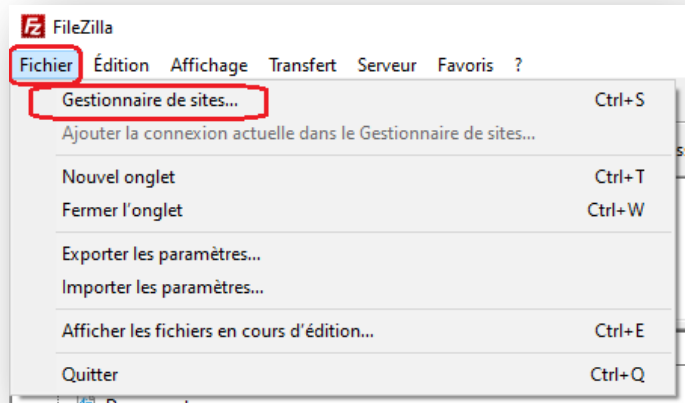 FileZilla
Fichier Édition Affichage Transfert Serveur Favoris ?
Gestionnaire de sites... Ctrl+S
Ajouter la connexion actuelle dans le Gestionnaire de sites...
Nouvel onglet Ctrl+T
Fermer l'onglet Ctrl+W
Exporter les paramètres...
Importer les paramètres...
Afficher les fichiers en cours d'édition... Ctrl+E
Quitter Ctrl+Q